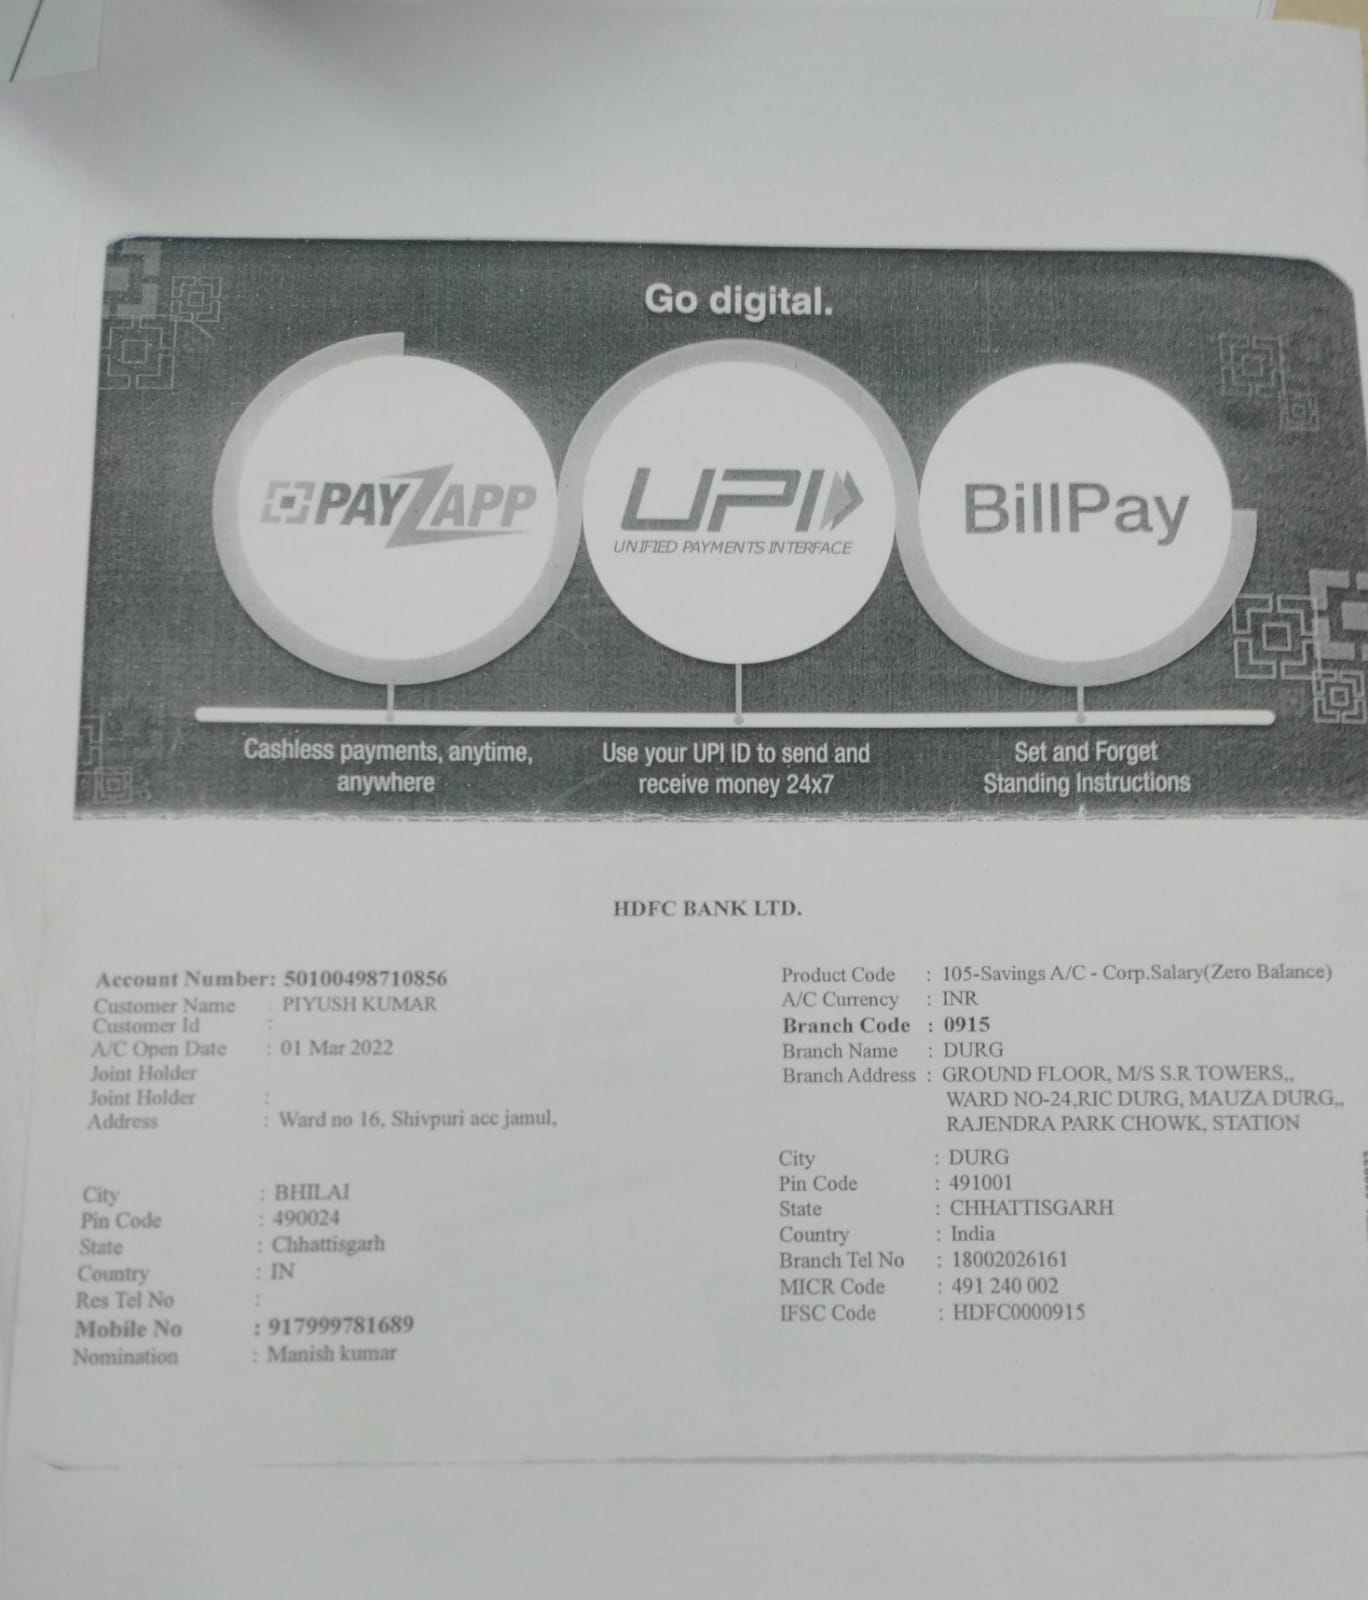 Go digital.
PAYZAPP
UPI
UNIFIED PAYMENTS INTERFACE
BillPay
Cashless payments, anytime,
anywhere
Use your UPI ID to send and
receive money 24x7
Set and Forget
Standing Instructions
HDFC BANK LTD.
Account Number: 50100498710856
Customer Name : PIYUSH KUMAR
Customer Id :
A/C Open Date : 01 Mar 2022
Joint Holder
Joint Holder :
Address : Ward no 16, Shivpuri acc jamul,
City : BHILAI
Pin Code : 490024
State : Chhattisgarh
Country : IN
Res Tel No :
Mobile No : 917999781689
Nomination : Manish kumar
Product Code : 105-Savings A/C - Corp.Salary(Zero Balance)
A/C Currency : INR
Branch Code : 0915
Branch Name : DURG
Branch Address : GROUND FLOOR, M/S S.R TOWERS,,
WARD NO-24,RIC DURG, MAUZA DURG,,
RAJENDRA PARK CHOWK, STATION
City : DURG
Pin Code : 491001
State : CHHATTISGARH
Country : India
Branch Tel No : 18002026161
MICR Code : 491 240 002
IFSC Code : HDFC0000915